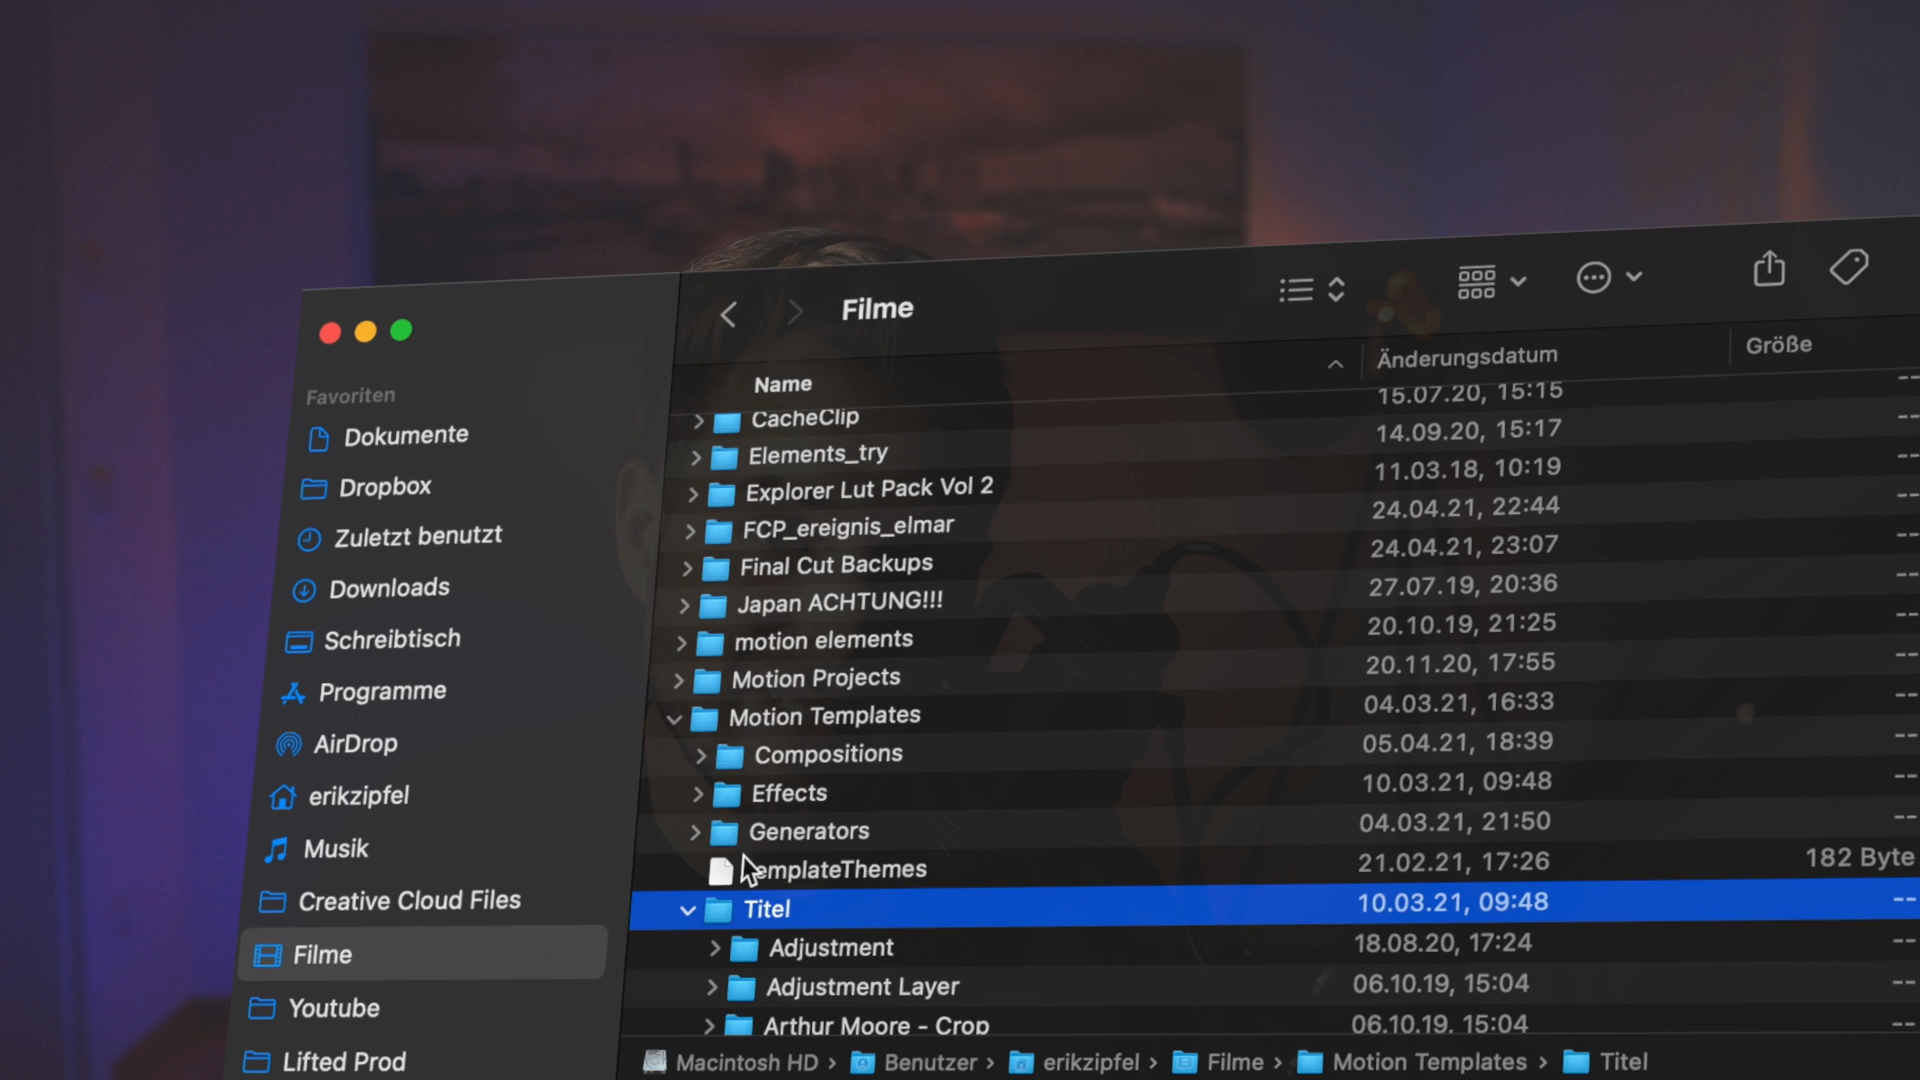 Filme
Favoriten
Dokumente
Dropbox
Zuletzt benutzt
Downloads
Schreibtisch
Programme
AirDrop
erikzipfel
Musik
Creative Cloud Files
Filme
Youtube
Lifted Prod
Name Änderungsdatum Größe
15.07.20, 15:15 --
CacheClip 14.09.20, 15:17 --
Elements_try 11.03.18, 10:19 --
Explorer Lut Pack Vol 2 24.04.21, 22:44 --
FCP_ereignis_elmar 24.04.21, 23:07 --
Final Cut Backups 27.07.19, 20:36 --
Japan ACHTUNG!!! 20.10.19, 21:25 --
motion elements 20.11.20, 17:55 --
Motion Projects 04.03.21, 16:33 --
Motion Templates 05.04.21, 18:39 --
Compositions 10.03.21, 09:48 --
Effects 04.03.21, 21:50 --
Generators 21.02.21, 17:26 182 Byte
emplateThemes
Titel 10.03.21, 09:48 --
Adjustment 18.08.20, 17:24 --
Adjustment Layer 06.10.19, 15:04 --
Arthur Moore - Crop 06.10.19, 15:04 --
Macintosh HD › Benutzer › erikzipfel › Filme › Motion Templates › Titel